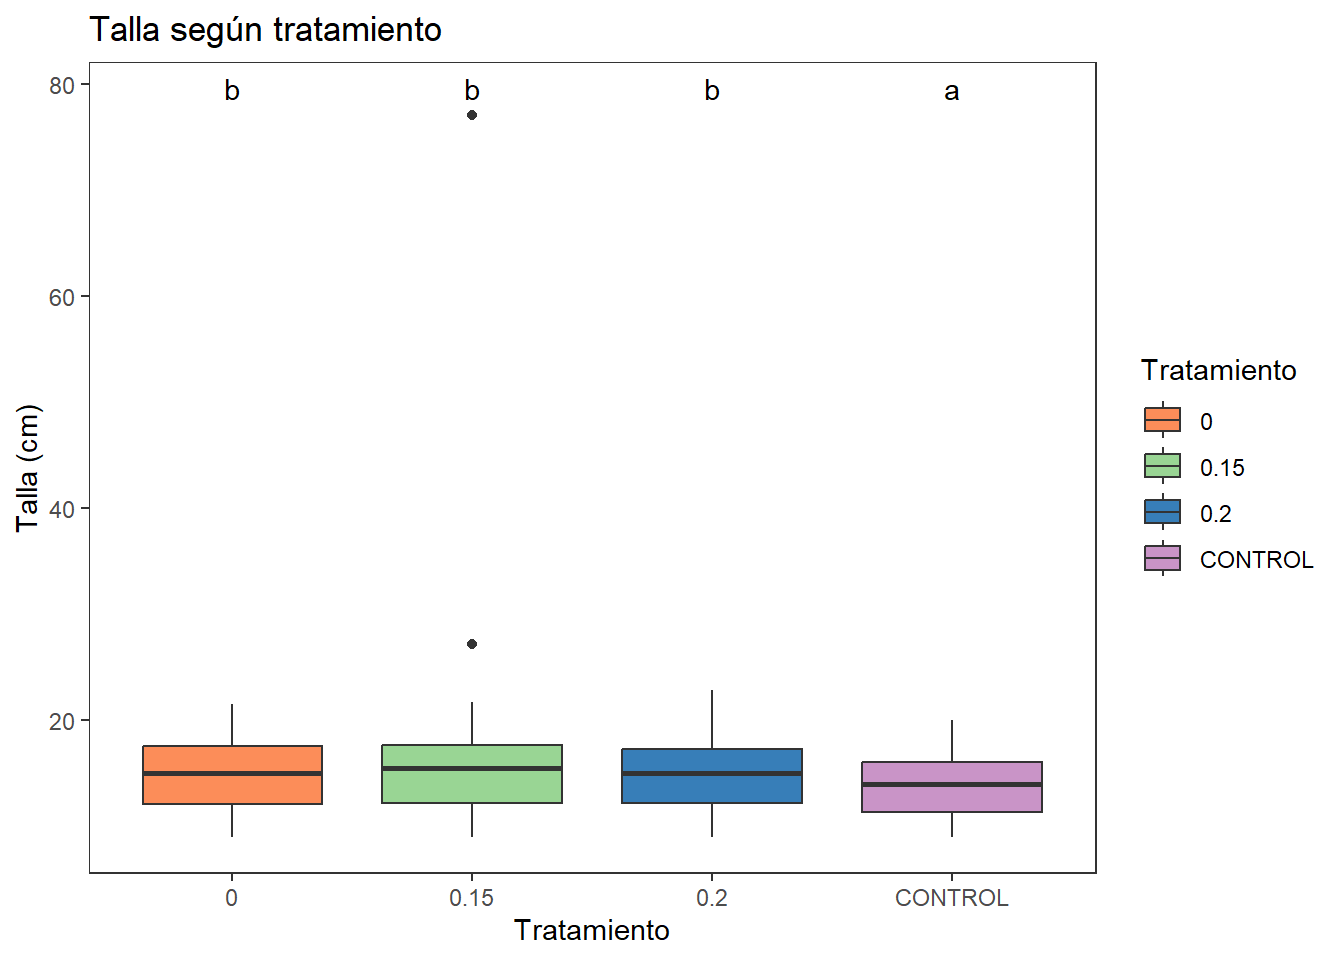 Talla según tratamiento
80
60
40
20
Talla (cm)
b b b a
0 0.15 0.2 CONTROL
Tratamiento
Tratamiento
0
0.15
0.2
CONTROL